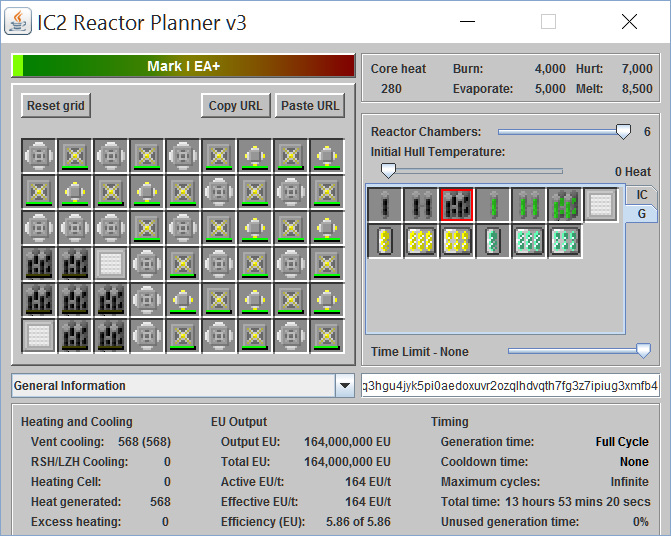 IC2 Reactor Planner v3
Mark I EA+
Core heat Burn: 4,000 Hurt: 7,000
280 Evaporate: 5,000 Melt: 8,500
Reset grid Copy URL Paste URL
Reactor Chambers: 6
Initial Hull Temperature:
0 Heat
IC
G
Time Limit - None
General Information
q3hgu4jyk5pi0aedoxuvr2ozqlhdvqth7fg3z7ipiug3xmfb4
Heating and Cooling
Vent cooling: 568 (568)
RSH/LZH Cooling: 0
Heating Cell: 0
Heat generated: 568
Excess heating: 0
EU Output
Output EU: 164,000,000 EU
Total EU: 164,000,000 EU
Active EU/t: 164 EU/t
Effective EU/t: 164 EU/t
Efficiency (EU): 5.86 of 5.86
Timing
Generation time: Full Cycle
Cooldown time: None
Maximum cycles: Infinite
Total time: 13 hours 53 mins 20 secs
Unused generation time: 0%